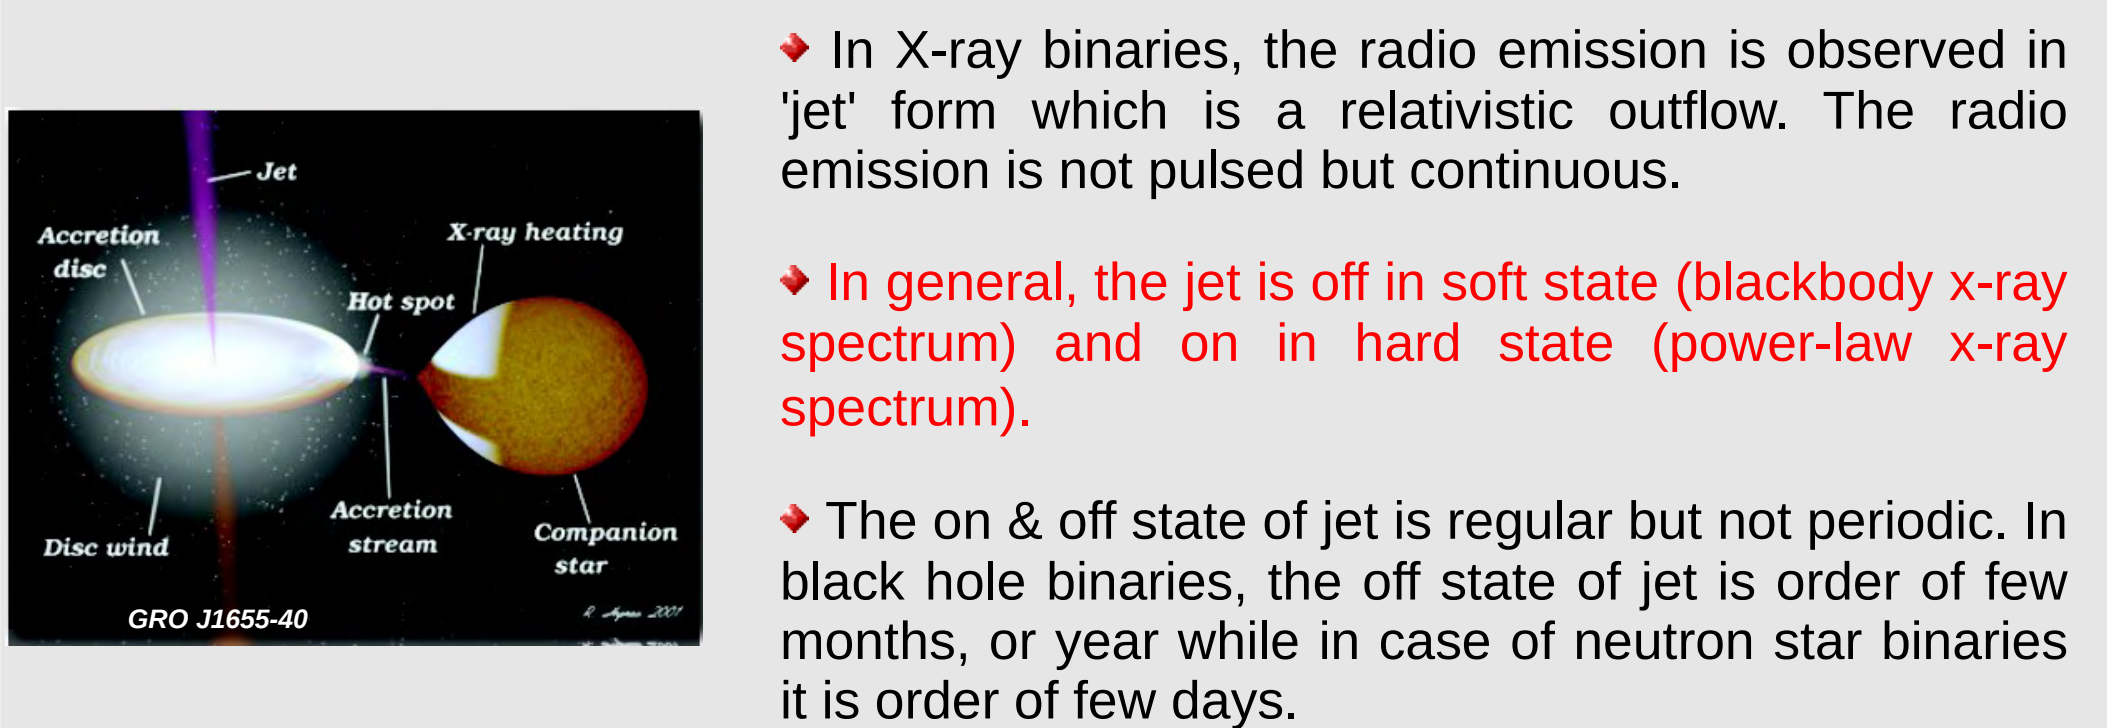 Jet
Accretion
disc
X-ray heating
Hot spot
Accretion
stream
Companion
star
Disc wind
GRO J1655-40
2001
In X-ray binaries, the radio emission is observed in
'jet' form which is a relativistic outflow. The radio
emission is not pulsed but continuous.
In general, the jet is off in soft state (blackbody x-ray
spectrum) and on in hard state (power-law x-ray
spectrum).
The on & off state of jet is regular but not periodic. In
black hole binaries, the off state of jet is order of few
months, or year while in case of neutron star binaries
it is order of few days.